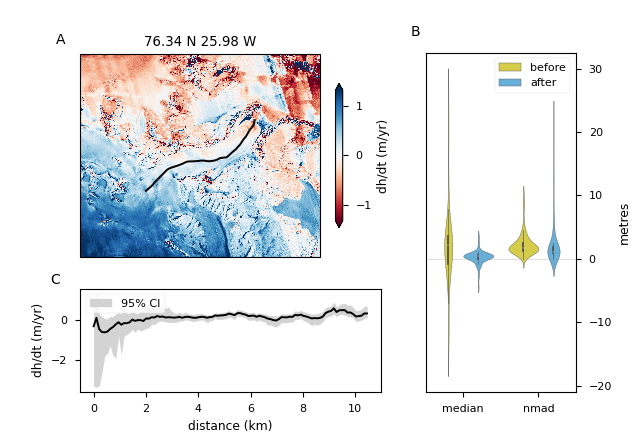 A
76.34 N 25.98 W
1
0
−1
dh/dt (m/yr)
B
before
after
30
20
10
0
−10
−20
metres
median
nmad
C
95% CI
0
−2
dh/dt (m/yr)
0
2
4
6
8
10
distance (km)